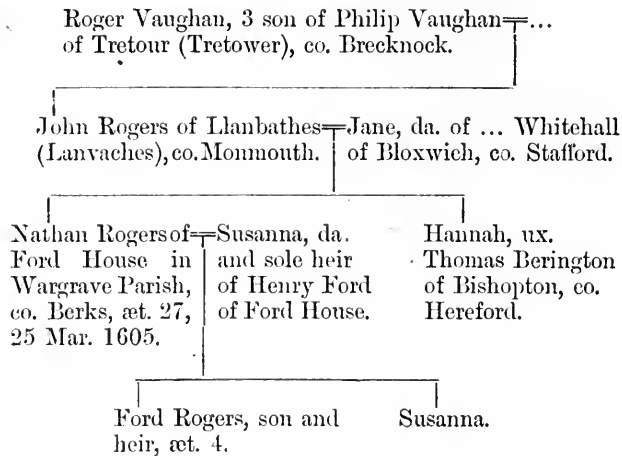 Roger Vaughan, 3 son of Philip Vaughan=...
of Tretour (Tretower), co. Brecknock.
John Rogers of Llanbathes=Jane, da. of ... Whitehall
(Lanvaches), co. Monmouth. of Bloxwich, co. Stafford.
Nathan Rogers of=Susanna, da.
Ford House in and sole heir
Wargrave Parish, of Henry Ford
co. Berks, æt. 27, of Ford House.
25 Mar. 1605.
Hannah, ux.
Thomas Berington
of Bishopton, co.
Hereford.
Ford Rogers, son and
heir, æt. 4.
Susanna.